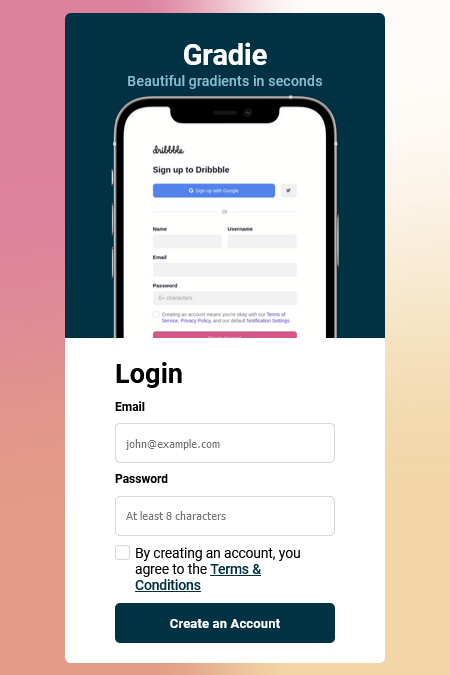 Gradie
Beautiful gradients in seconds
dribbble
Sign up to Dribbble
G Sign up with Google
Or
Name Username
Email
Password
6+ characters
Creating an account means you're okay with our Terms of
Service, Privacy Policy, and our default Notification Settings.
Login
Email
john@example.com
Password
At least 8 characters
By creating an account, you
agree to the Terms &
Conditions
Create an Account